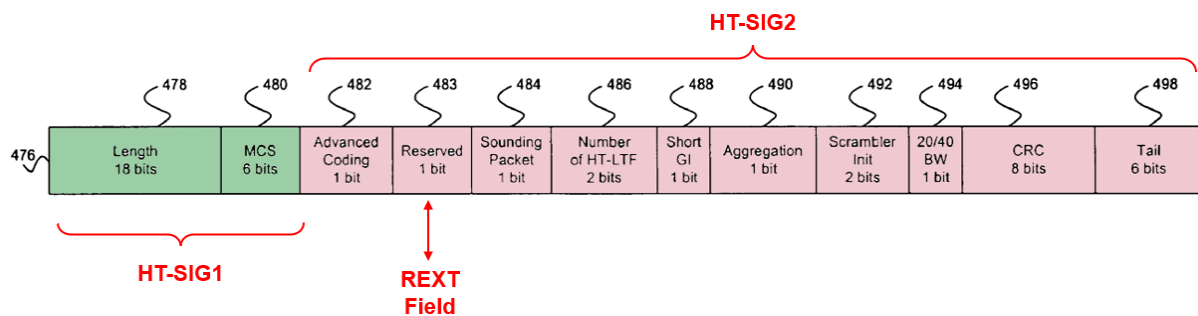 HT-SIG2
478
480
482
483
484
486
488
490
492
494
496
498
476
Length
18 bits
MCS
6 bits
Advanced
Coding
1 bit
Reserved
1 bit
Sounding
Packet
1 bit
Number
of HT-LTF
2 bits
Short
GI
1 bit
Aggregation
1 bit
Scrambler
Init
2 bits
20/40
BW
1 bit
CRC
8 bits
Tail
6 bits
HT-SIG1
REXT
Field